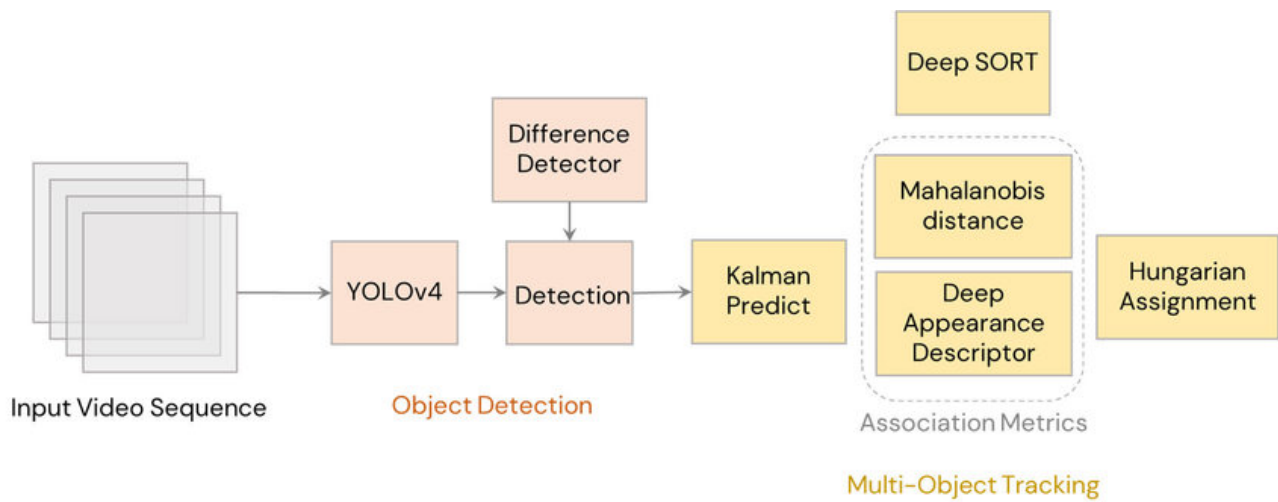 Deep SORT
Difference
Detector
Mahalanobis
distance
YOLOv4
Detection
Kalman
Predict
Deep
Appearance
Descriptor
Hungarian
Assignment
Input Video Sequence
Object Detection
Association Metrics
Multi-Object Tracking